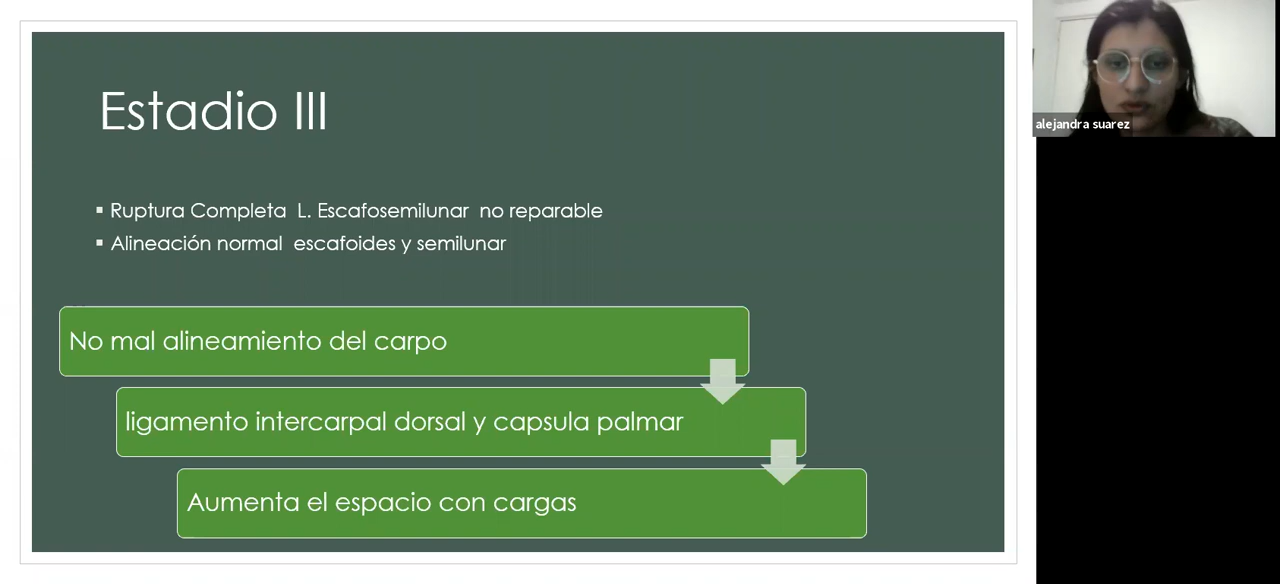 Estadio III
Ruptura Completa L. Escafosemilunar no reparable
Alineación normal escafoides y semilunar
No mal alineamiento del carpo
ligamento intercarpal dorsal y capsula palmar
Aumenta el espacio con cargas
alejandra suarez